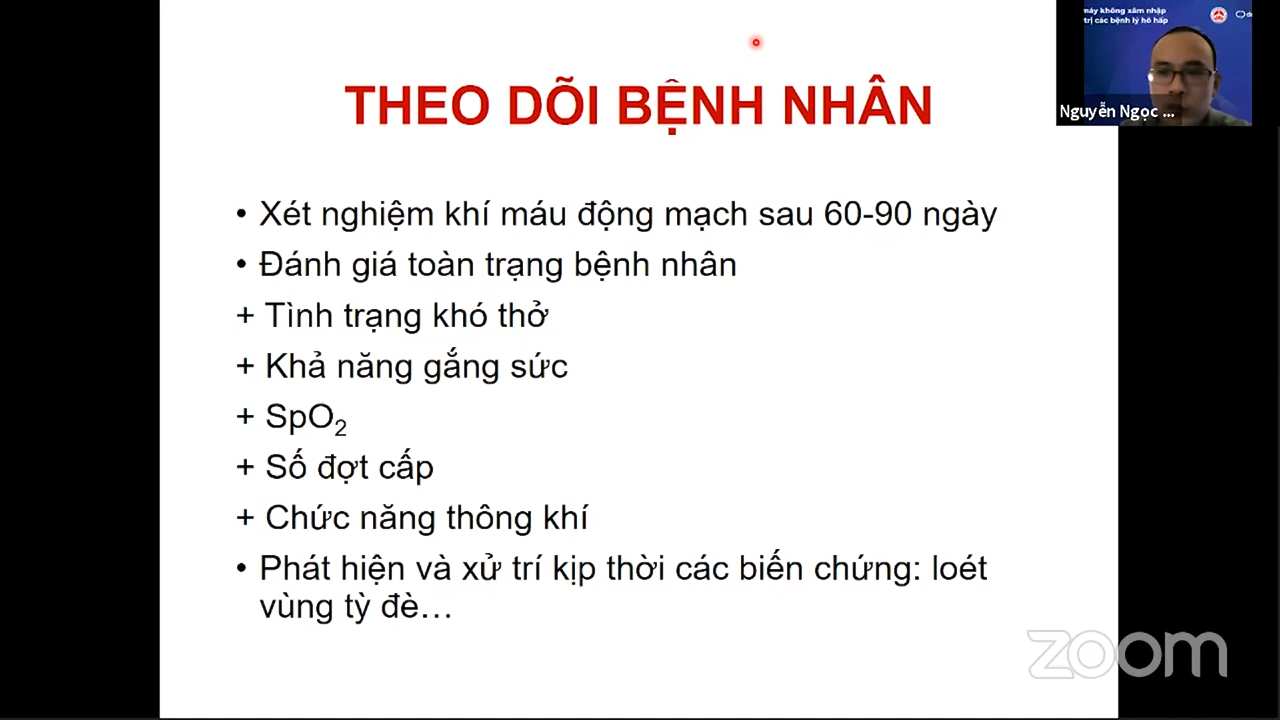 máy không xâm nhập
trị các bệnh lý hô hấp
Nguyễn Ngọc ...
THEO DÕI BỆNH NHÂN
• Xét nghiệm khí máu động mạch sau 60-90 ngày
• Đánh giá toàn trạng bệnh nhân
+ Tình trạng khó thở
+ Khả năng gắng sức
+ SpO₂
+ Số đợt cấp
+ Chức năng thông khí
• Phát hiện và xử trí kịp thời các biến chứng: loét
vùng tỳ đè…
zoom